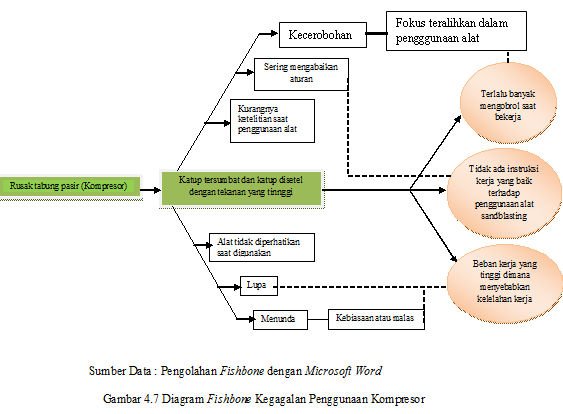 Kecerobohan
Fokus teralihkan dalam
pengggunaan alat
Sering mengabaikan
aturan
Kurangnya
ketelitian saat
penggunaan alat
Terlalu banyak
mengobrol saat
bekerja
Rusak tabung pasir (Kompresor)
Katup tersumbat dan katup disetel
dengan tekanan yang tinggi
Tidak ada instruksi
kerja yang baik
terhadap
penggunaan alat
sandblasting
Alat tidak diperhatikan
saat digunakan
Lupa
Beban kerja yang
tinggi dimana
menyebabkan
kelelahan kerja
Menunda
Kebiasaan atau malas
Sumber Data : Pengolahan Fishbone dengan Microsoft Word
Gambar 4.7 Diagram Fishbone Kegagalan Penggunaan Kompresor